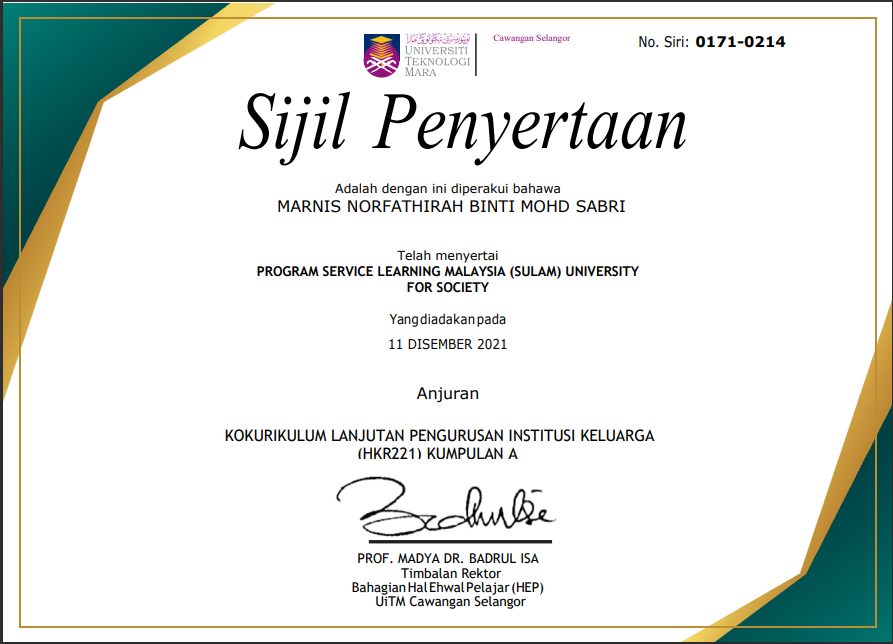 UNIVERSITI
TEKNOLOGI
MARA
Cawangan Selangor
No. Siri: 0171-0214
Sijil Penyertaan
Adalah dengan ini diperakui bahawa
MARNIS NORFATHIRAH BINTI MOHD SABRI
Telah menyertai
PROGRAM SERVICE LEARNING MALAYSIA (SULAM) UNIVERSITY
FOR SOCIETY
Yang diadakan pada
11 DISEMBER 2021
Anjuran
KOKURIKULUM LANJUTAN PENGURUSAN INSTITUSI KELUARGA
(HKR221) KUMPULAN A
PROF. MADYA DR. BADRUL ISA
Timbalan Rektor
Bahagian Hal Ehwal Pelajar (HEP)
UiTM Cawangan Selangor